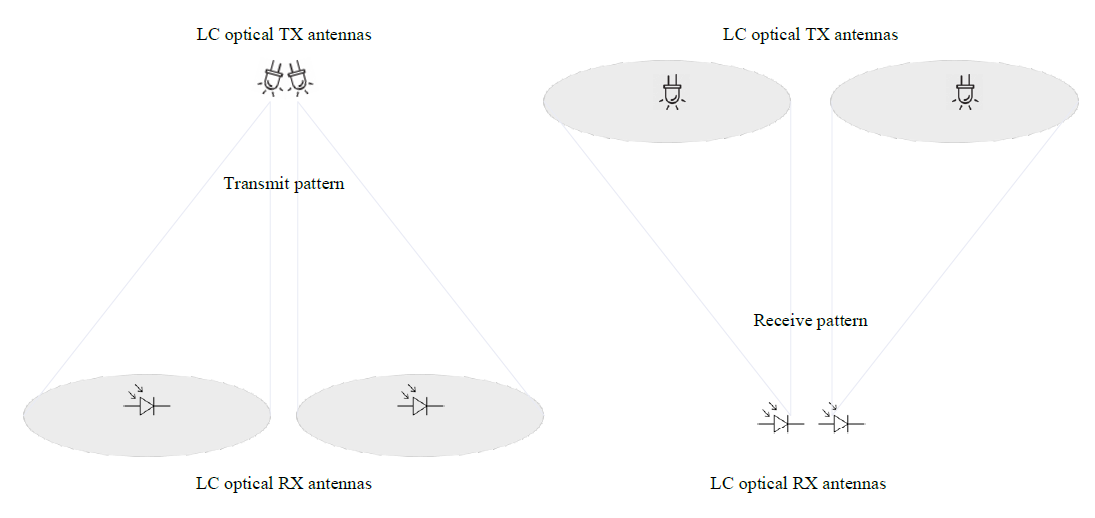 LC optical TX antennas
Transmit pattern
LC optical RX antennas
LC optical TX antennas
Receive pattern
LC optical RX antennas